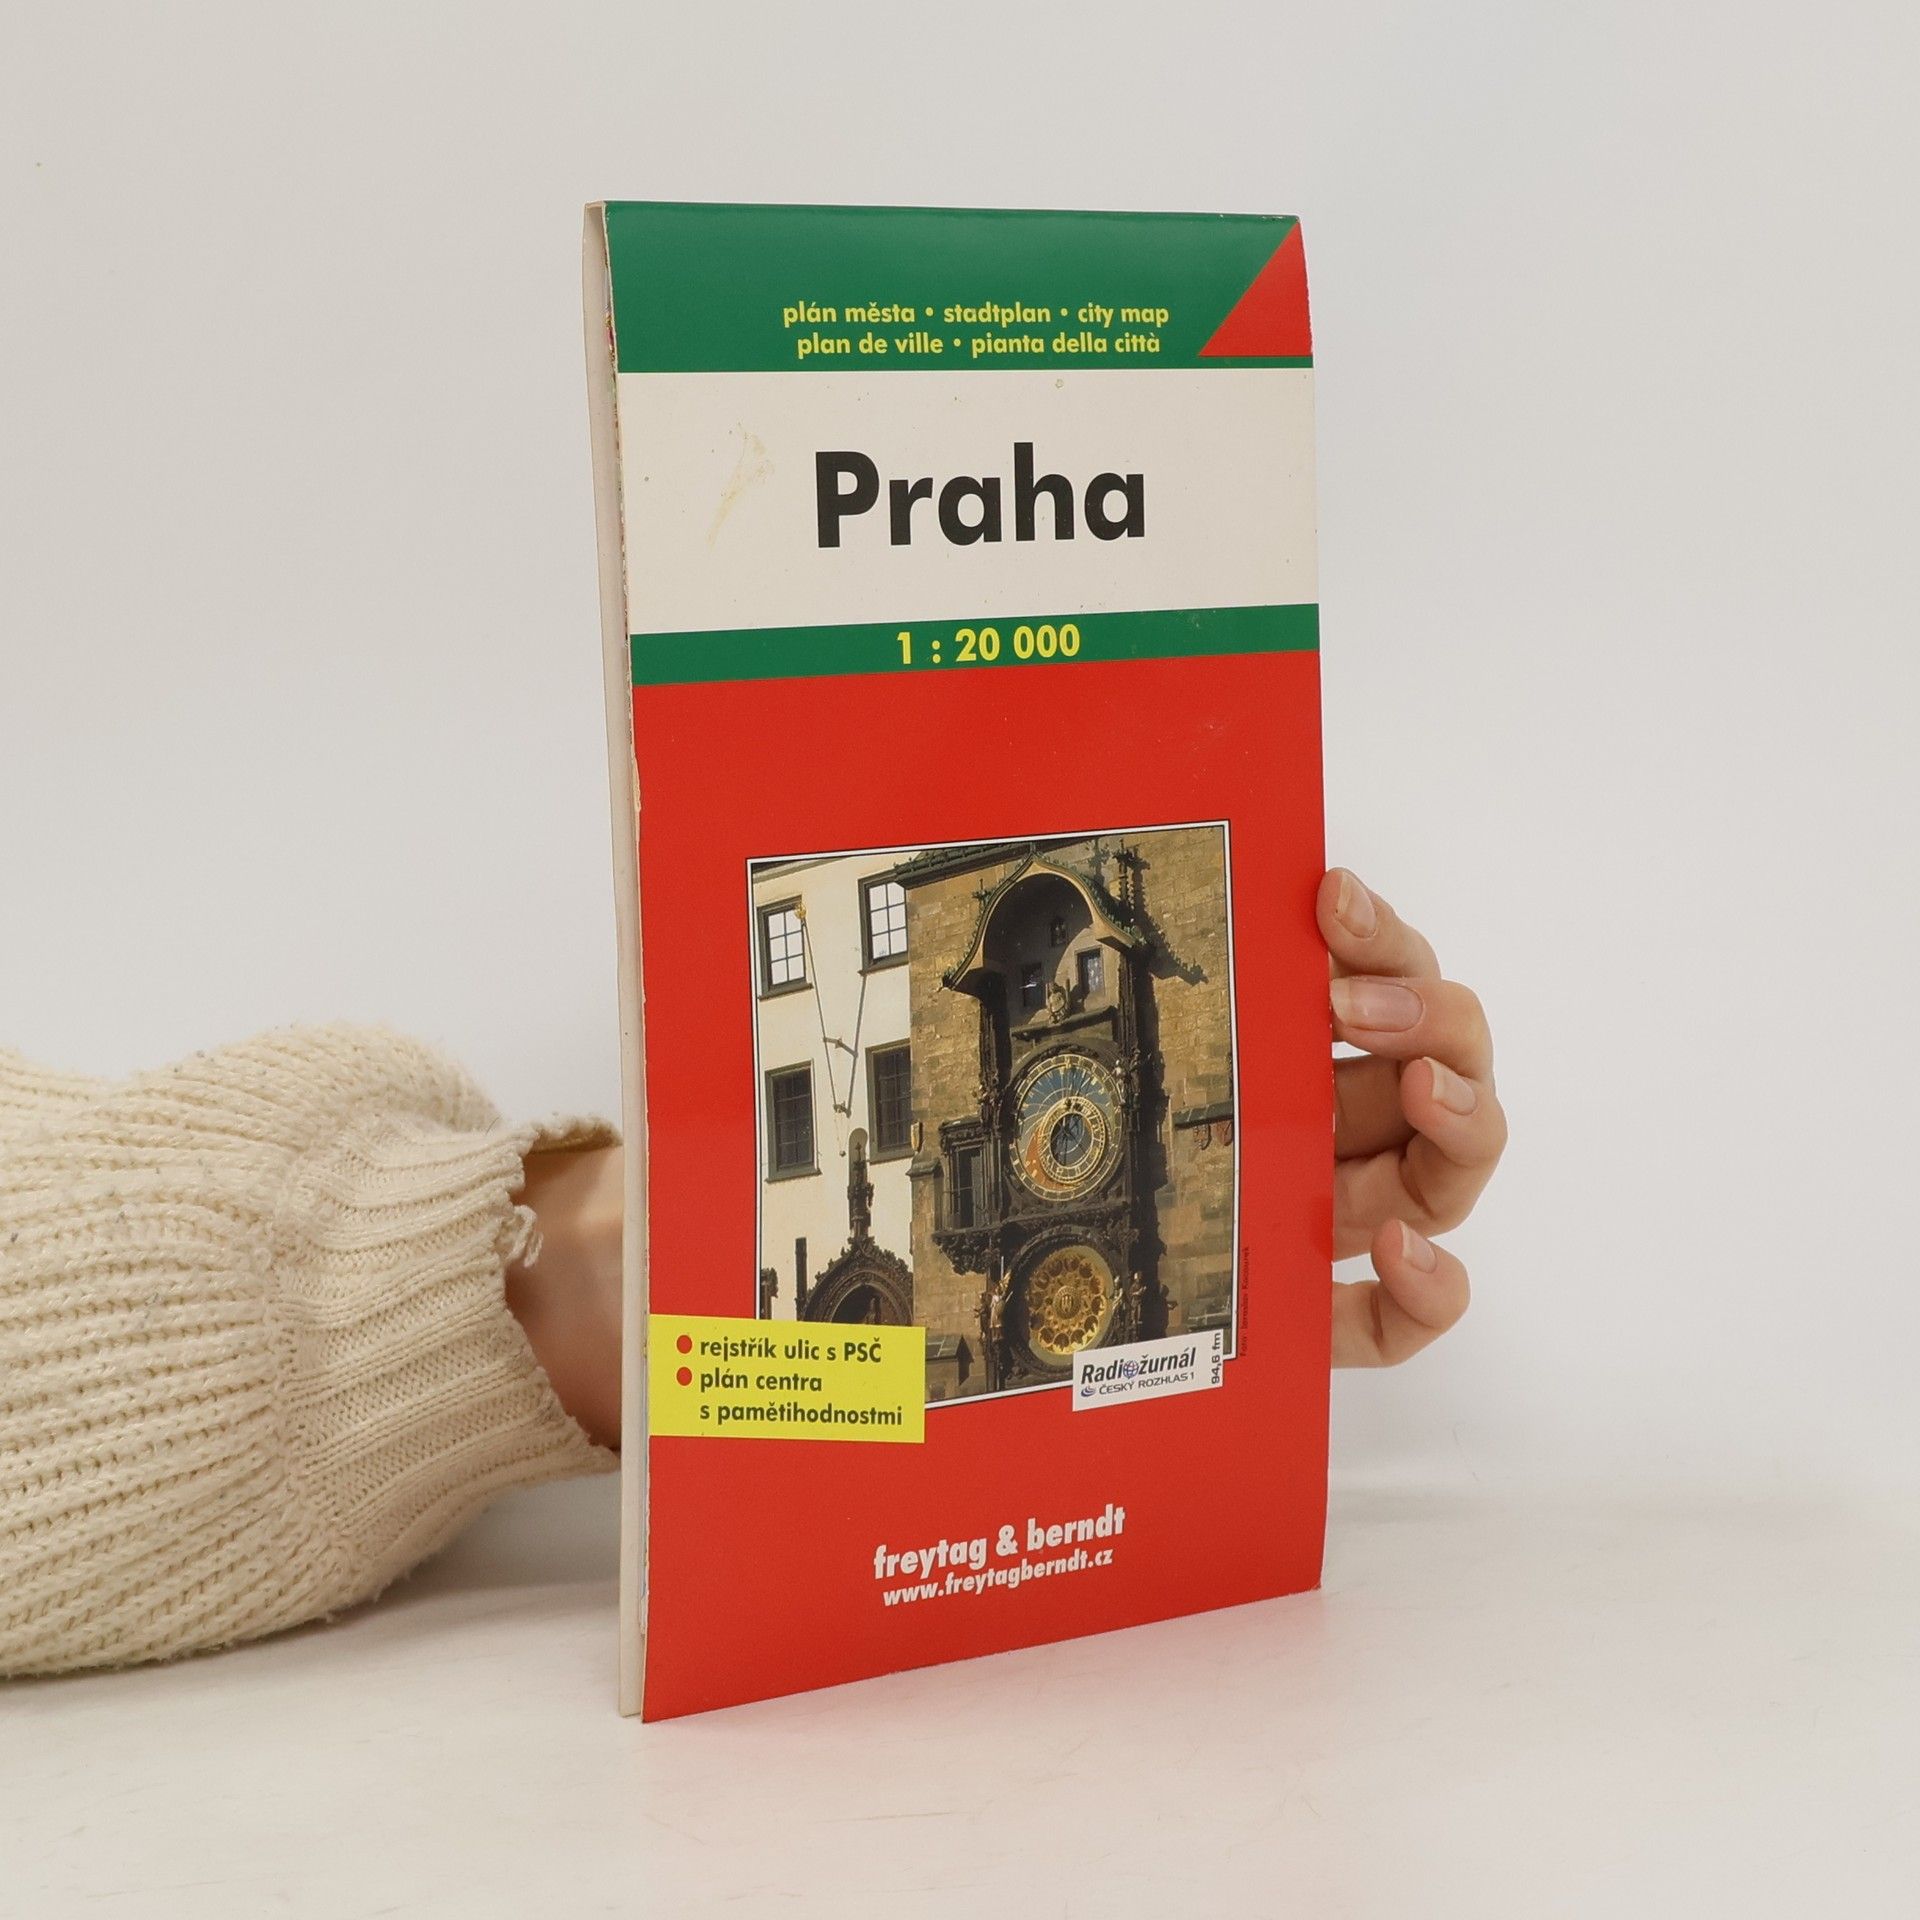 plán města • stadtplan • city map
plan de ville • pianta della città
Praha
1 : 20 000
• rejstřík ulic s PSČ
• plán centra
s pamětihodnostmi
Radiožurnál
ČESKÝ ROZHLAS 1
94,6 fm
freytag & berndt
www.freytagberndt.cz